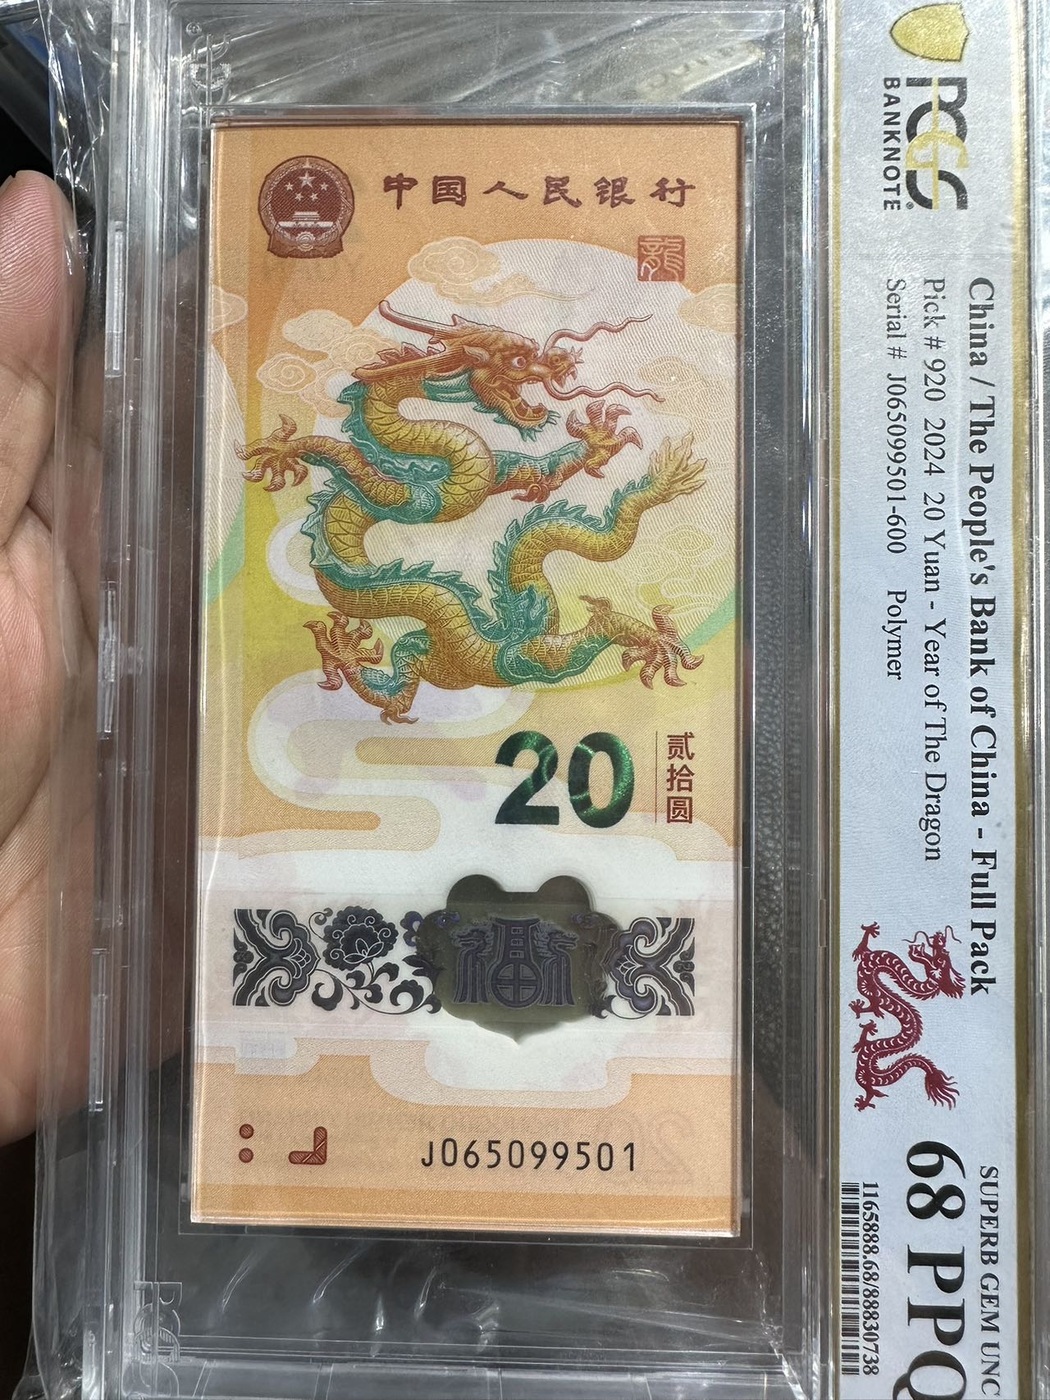 中国人民银行
龍
20
贰拾圆
福
J065099501
PCGS
BANKNOTE
China / The People's Bank of China - Full Pack
Pick# 920 2024 20 Yuan - Year of The Dragon
Serial # J065099501-600 Polymer
SUPERB GEM UNC
68 PPQ
1165888.68/88830738